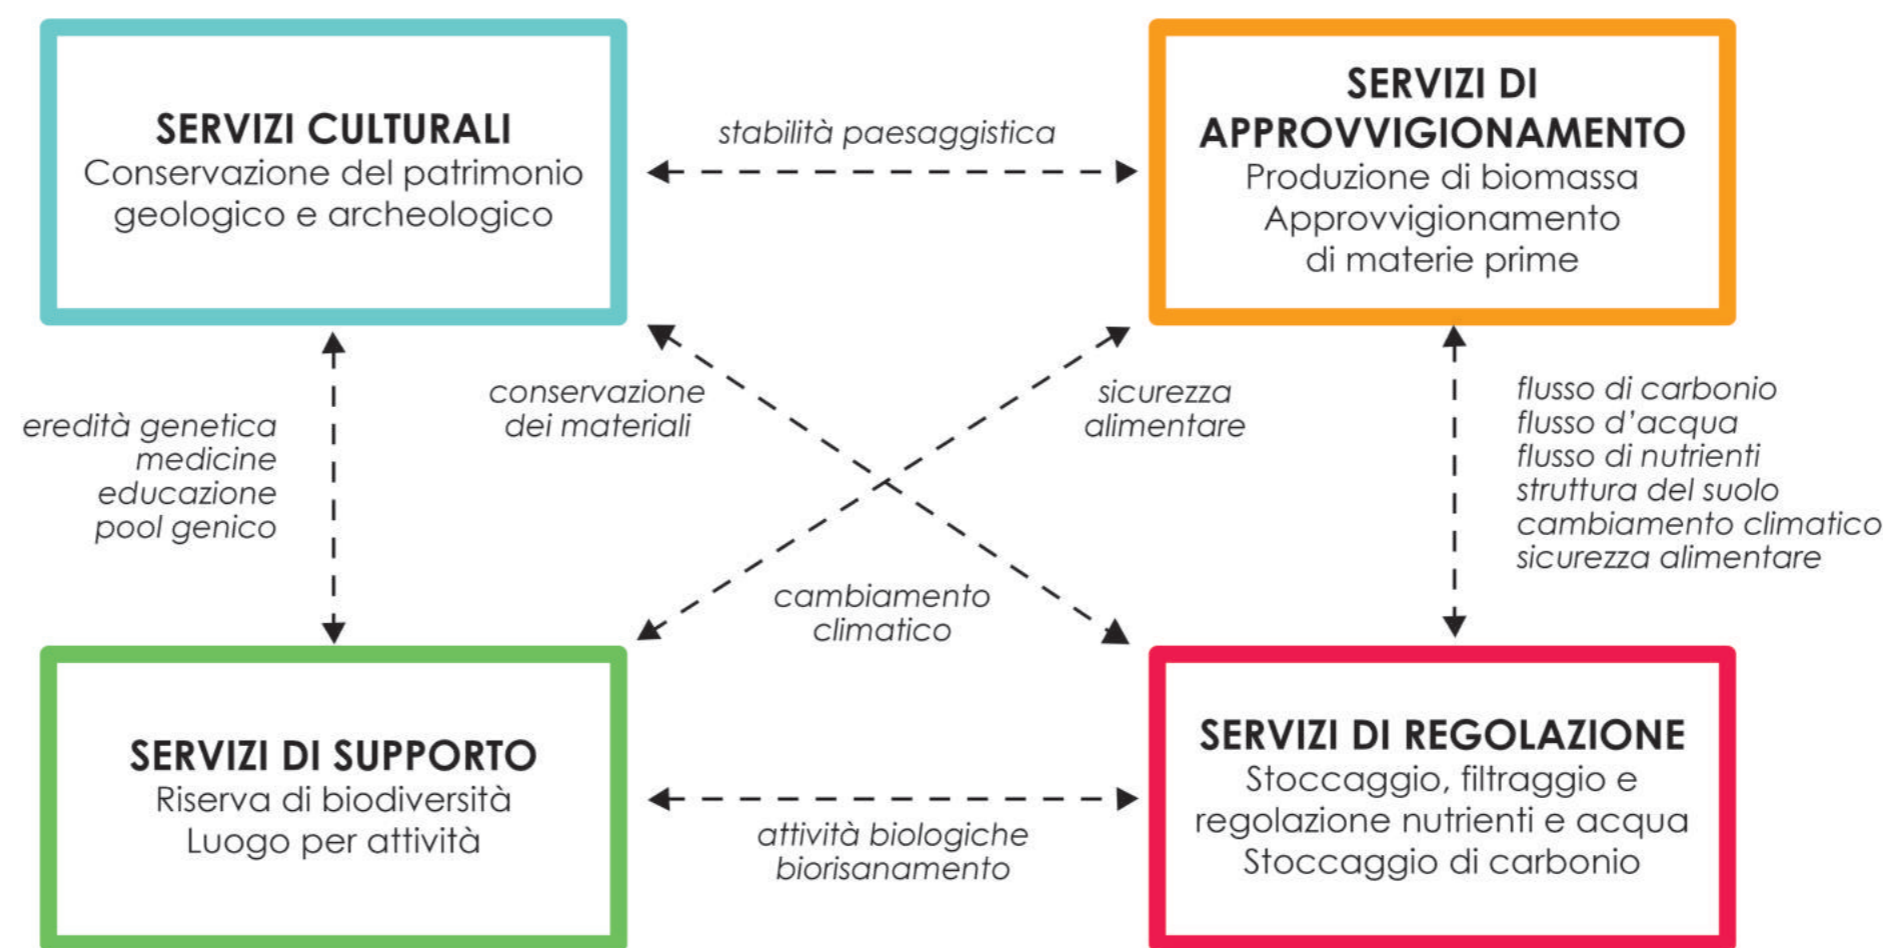 SERVIZI CULTURALI
Conservazione del patrimonio
geologico e archeologico
stabilità paesaggistica
SERVIZI DI
APPROVVIGIONAMENTO
Produzione di biomassa
Approvvigionamento
di materie prime
eredità genetica
medicine
educazione
pool genico
conservazione
dei materiali
sicurezza
alimentare
flusso di carbonio
flusso d’acqua
flusso di nutrienti
struttura del suolo
cambiamento climatico
sicurezza alimentare
cambiamento
climatico
SERVIZI DI SUPPORTO
Riserva di biodiversità
Luogo per attività
attività biologiche
biorisanamento
SERVIZI DI REGOLAZIONE
Stoccaggio, filtraggio e
regolazione nutrienti e acqua
Stoccaggio di carbonio